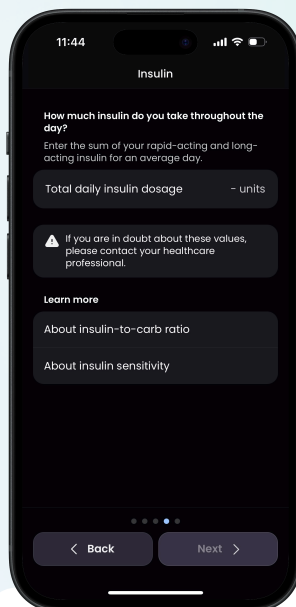 11:44
Insulin
How much insulin do you take throughout the
day?
Enter the sum of your rapid-acting and long-
acting insulin for an average day.
Total daily insulin dosage - units
If you are in doubt about these values,
please contact your healthcare
professional.
Learn more
About insulin-to-carb ratio
About insulin sensitivity
Back Next